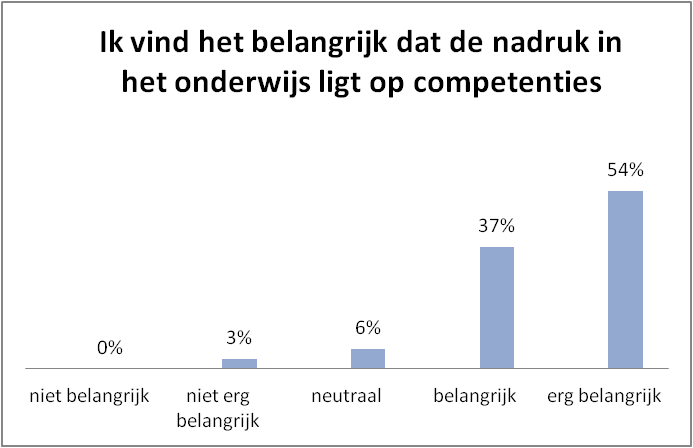 Ik vind het belangrijk dat de nadruk in
het onderwijs ligt op competenties
54%
37%
6%
3%
0%
niet belangrijk
niet erg
belangrijk
neutraal
belangrijk
erg belangrijk